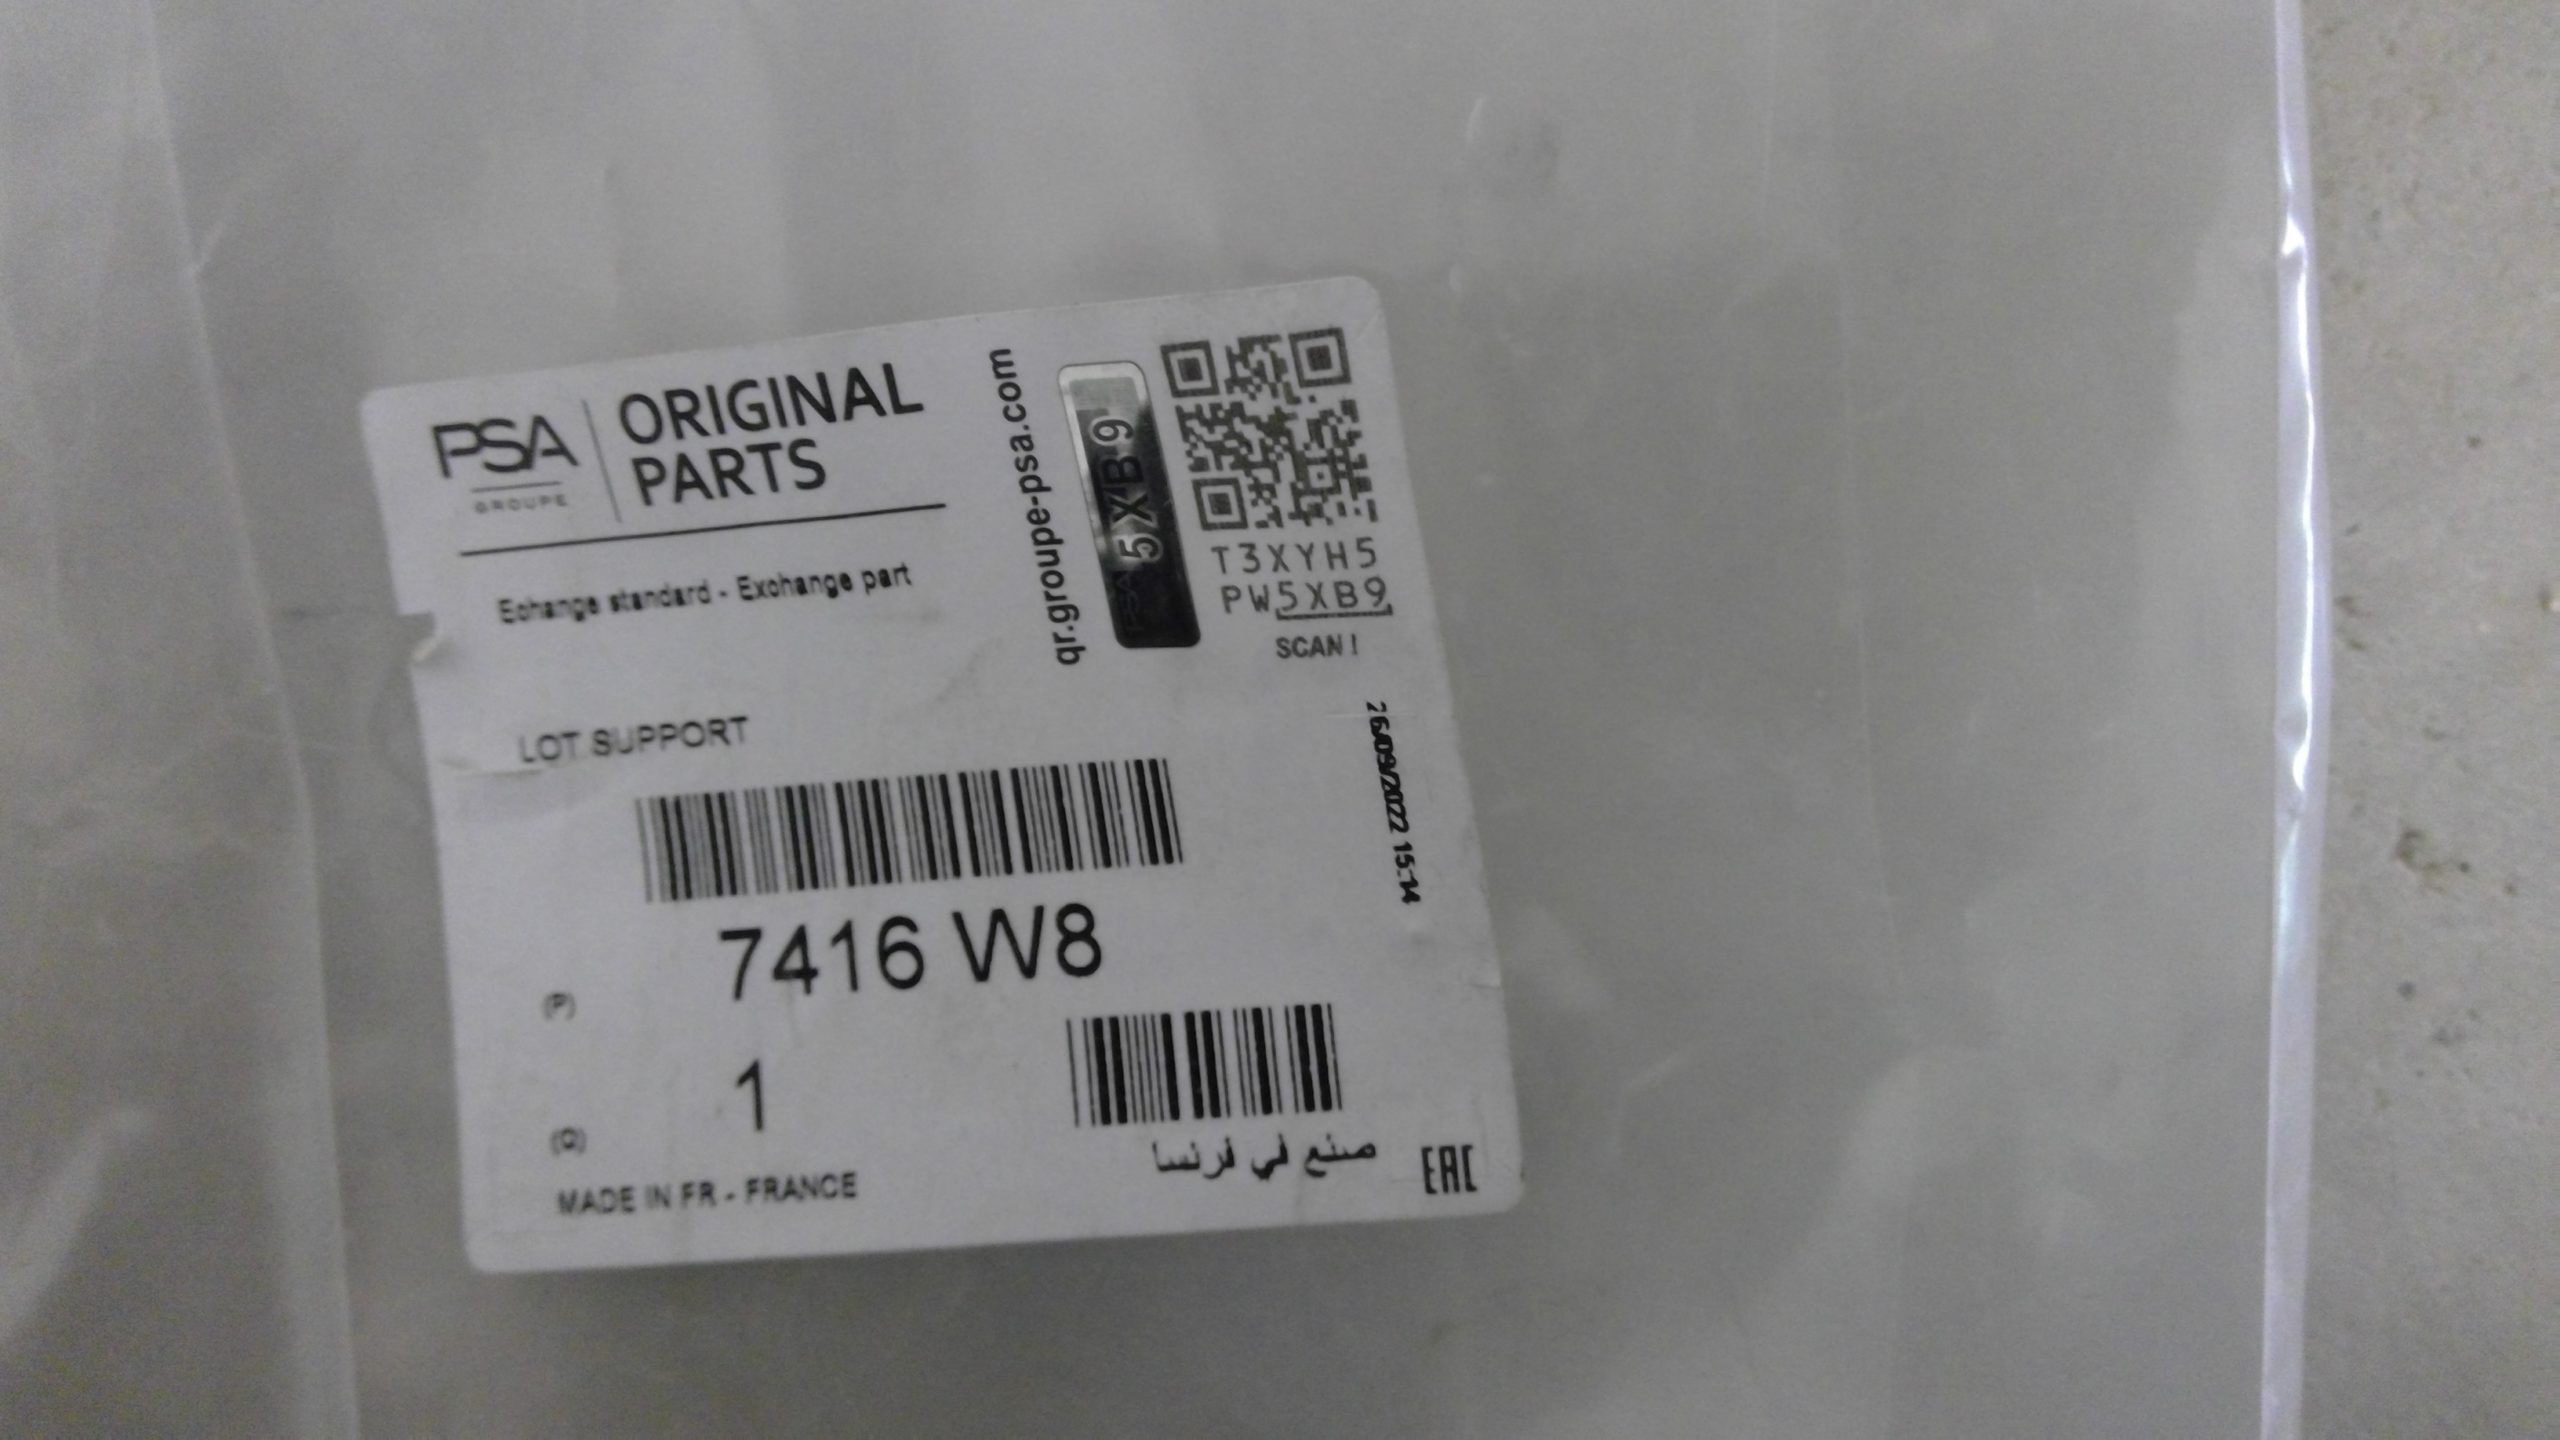 PSA
GROUPE
ORIGINAL
PARTS
Echange standard - Exchange part
qr.groupe-psa.com
PSA 5XB9
T3XYH5
PW5XB9
SCAN !
LOT SUPPORT
26/09/2022 15:14
7416 W8
(P)
1
(Q)
صنع في فرنسا
MADE IN FR - FRANCE
EAC